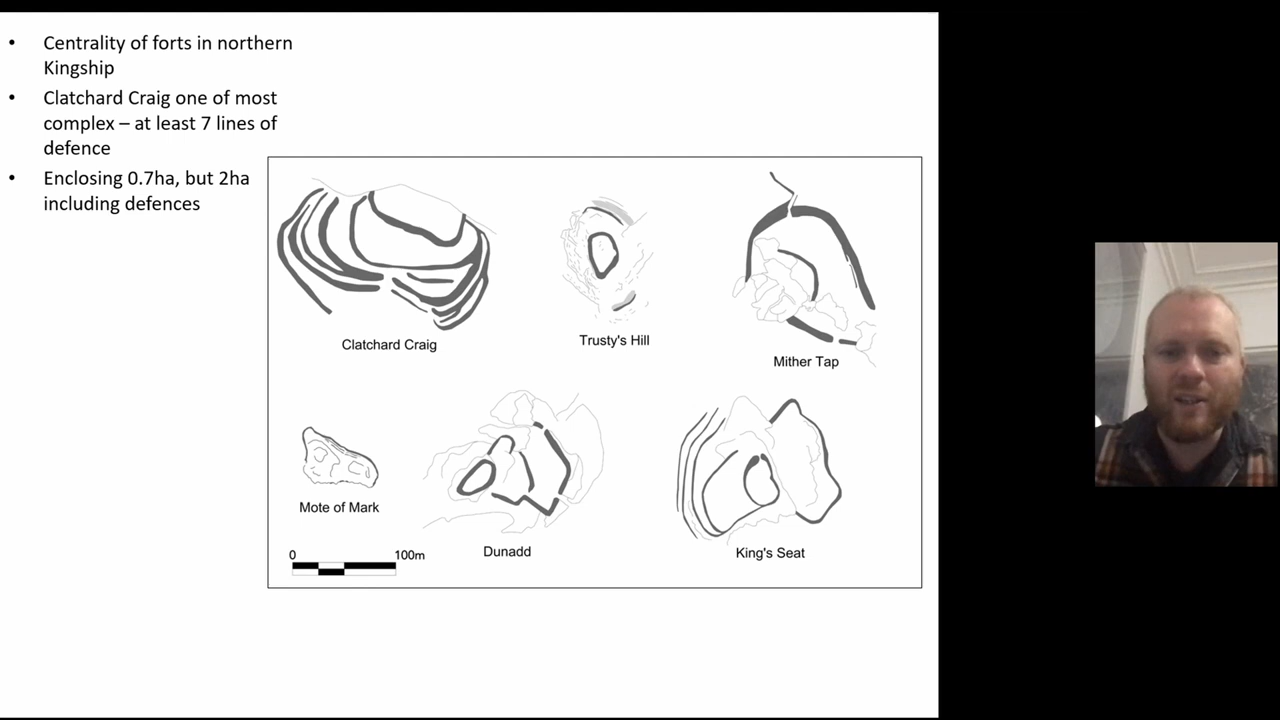 • Centrality of forts in northern
Kingship
• Clatchard Craig one of most
complex – at least 7 lines of
defence
• Enclosing 0.7ha, but 2ha
including defences
Clatchard Craig
Trusty's Hill
Mither Tap
Mote of Mark
Dunadd
King's Seat
0 100m